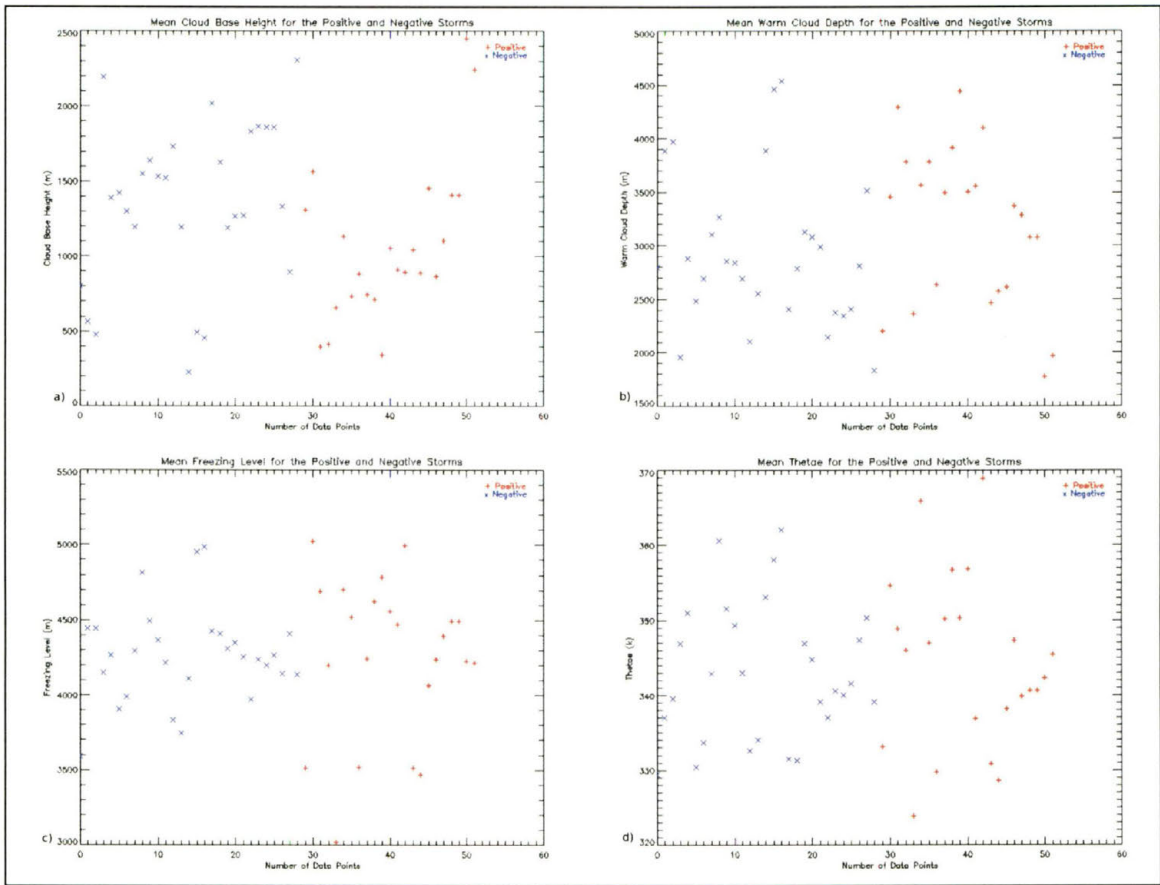 Mean Cloud Base Height for the Positive and Negative Storms
2500
2000
1500
1000
500
0
Cloud Base Height (m)
+ Positive
× Negative
a)
0 10 20 30 40 50 60
Number of Data Points
Mean Warm Cloud Depth for the Positive and Negative Storms
5000
4500
4000
3500
3000
2500
2000
1500
Warm Cloud Depth (m)
+ Positive
× Negative
b)
0 10 20 30 40 50 60
Number of Data Points
Mean Freezing Level for the Positive and Negative Storms
5500
5000
4500
4000
3500
3000
Freezing Level (m)
+ Positive
× Negative
c)
0 10 20 30 40 50 60
Number of Data Points
Mean Thetae for the Positive and Negative Storms
370
360
350
340
330
320
Thetae (k)
+ Positive
× Negative
d)
0 10 20 30 40 50 60
Number of Data Points